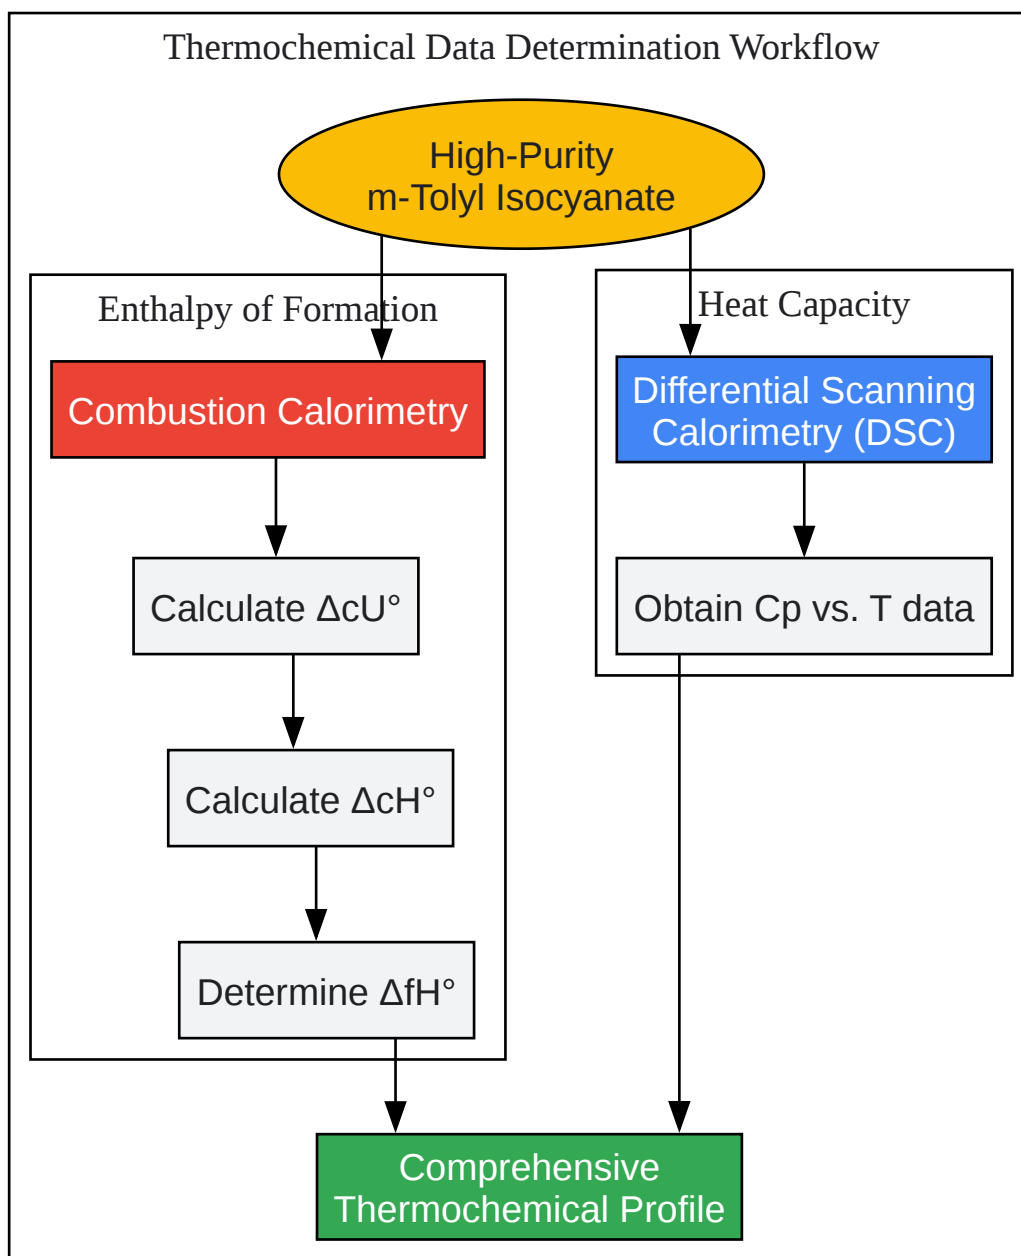 Thermochemical Data Determination Workflow
High-Purity
m-Tolyl Isocyanate
Enthalpy of Formation
Combustion Calorimetry
Calculate ΔcU°
Calculate ΔcH°
Determine ΔfH°
Heat Capacity
Differential Scanning
Calorimetry (DSC)
Obtain Cp vs. T data
Comprehensive
Thermochemical Profile